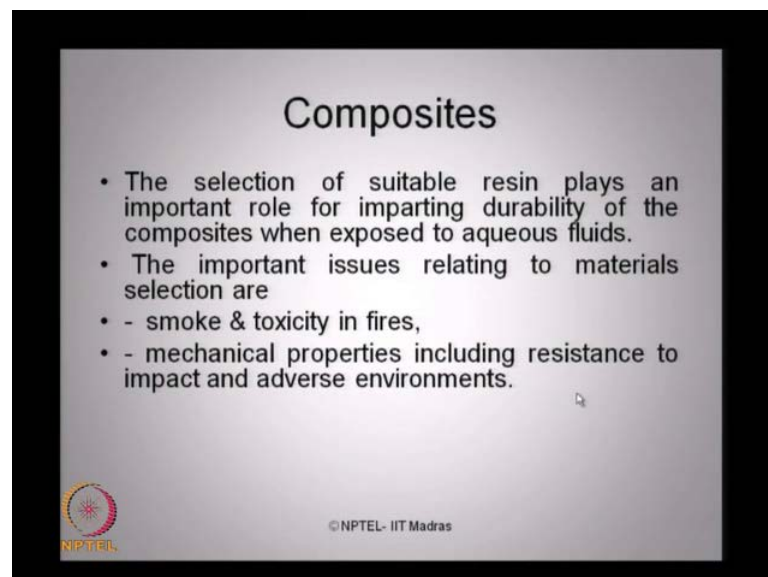 Composites
• The selection of suitable resin plays an
important role for imparting durability of the
composites when exposed to aqueous fluids.
• The important issues relating to materials
selection are
• - smoke & toxicity in fires,
• - mechanical properties including resistance to
impact and adverse environments.
©NPTEL- IIT Madras
NPTEL